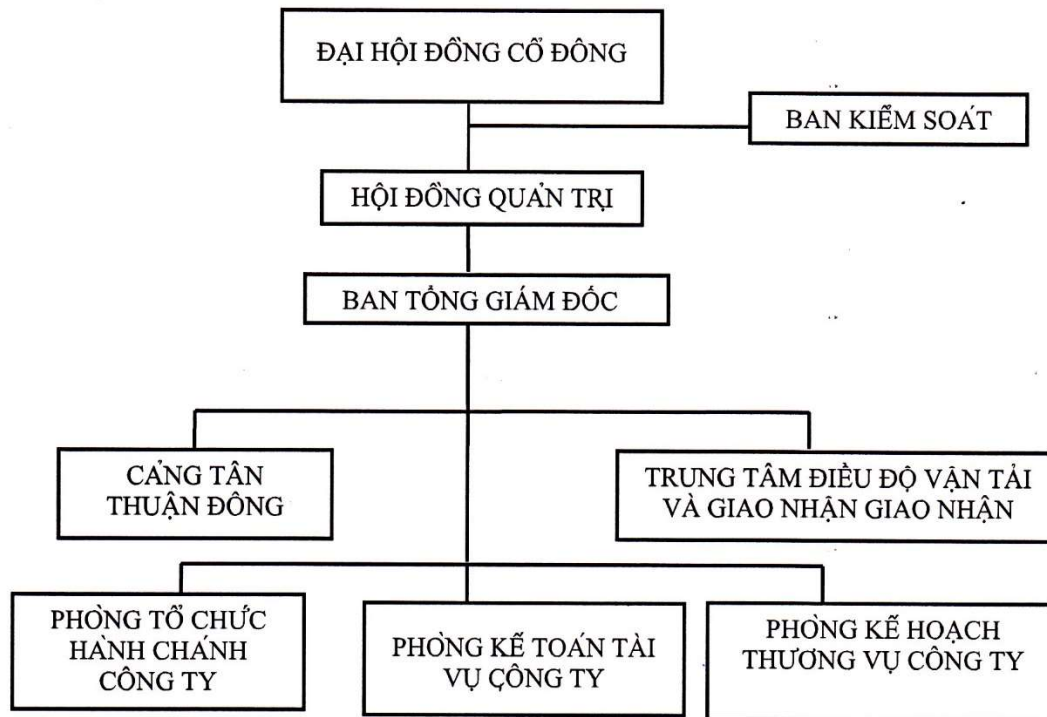 ĐẠI HỘI ĐỒNG CỔ ĐÔNG
BAN KIỂM SOÁT
HỘI ĐỒNG QUẢN TRỊ
BAN TỔNG GIÁM ĐỐC
CẢNG TÂN
THUẬN ĐÔNG
TRUNG TÂM ĐIỀU ĐỘ VẬN TẢI
VÀ GIAO NHẬN GIAO NHẬN
PHÒNG TỔ CHỨC
HÀNH CHÁNH
CÔNG TY
PHÒNG KẾ TOÁN TÀI
VỤ CÔNG TY
PHÒNG KẾ HOẠCH
THƯƠNG VỤ CÔNG TY